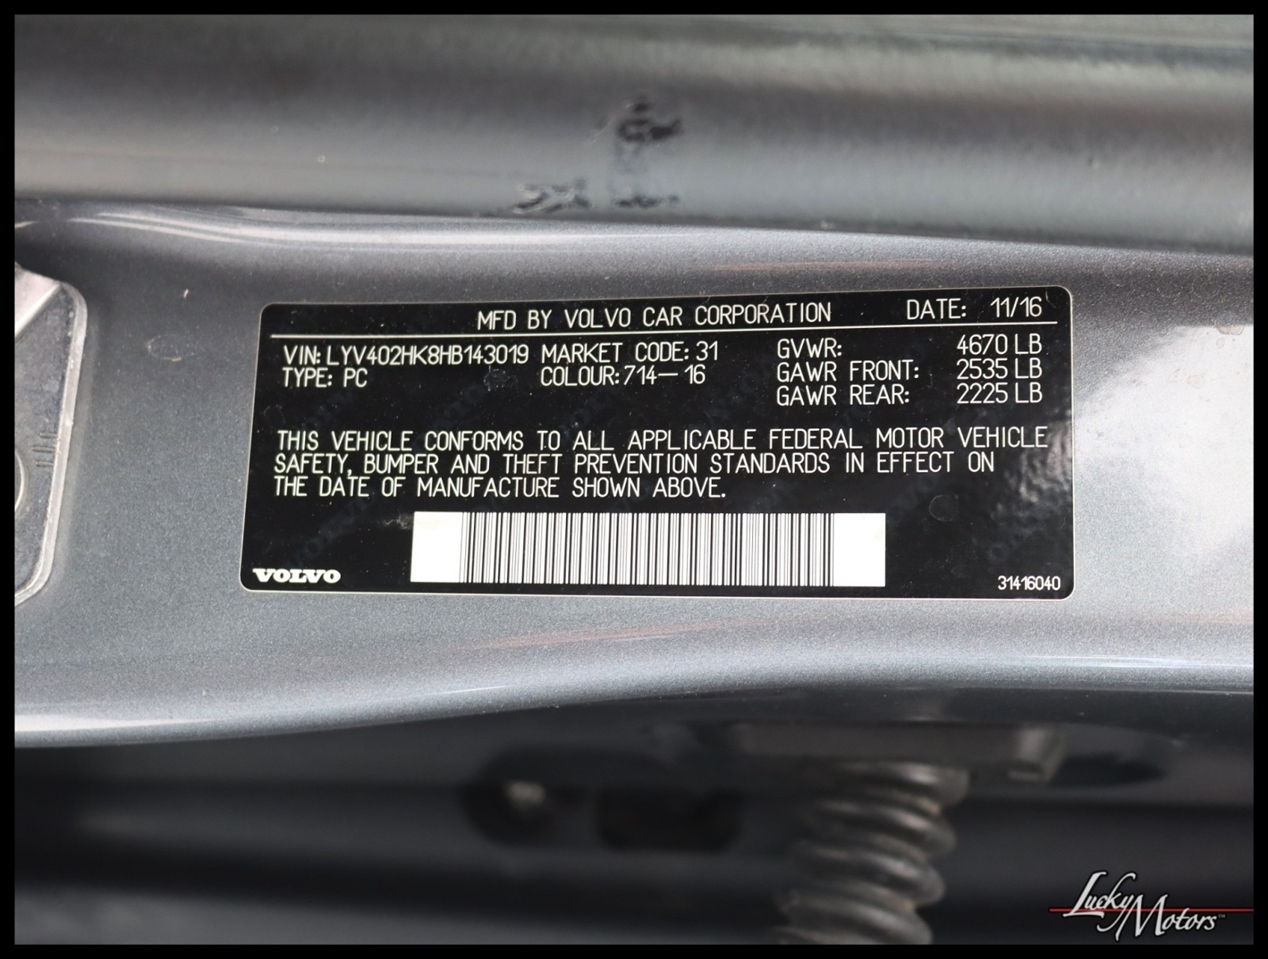 MFD BY VOLVO CAR CORPORATION DATE: 11/16
VIN: LYV402HK8HB143019 MARKET CODE: 31 GVWR: 4670 LB
TYPE: PC COLOUR: 714-16 GAWR FRONT: 2535 LB
GAWR REAR: 2225 LB
THIS VEHICLE CONFORMS TO ALL APPLICABLE FEDERAL MOTOR VEHICLE
SAFETY, BUMPER AND THEFT PREVENTION STANDARDS IN EFFECT ON
THE DATE OF MANUFACTURE SHOWN ABOVE.
VOLVO 31416040
Lucky Motors™